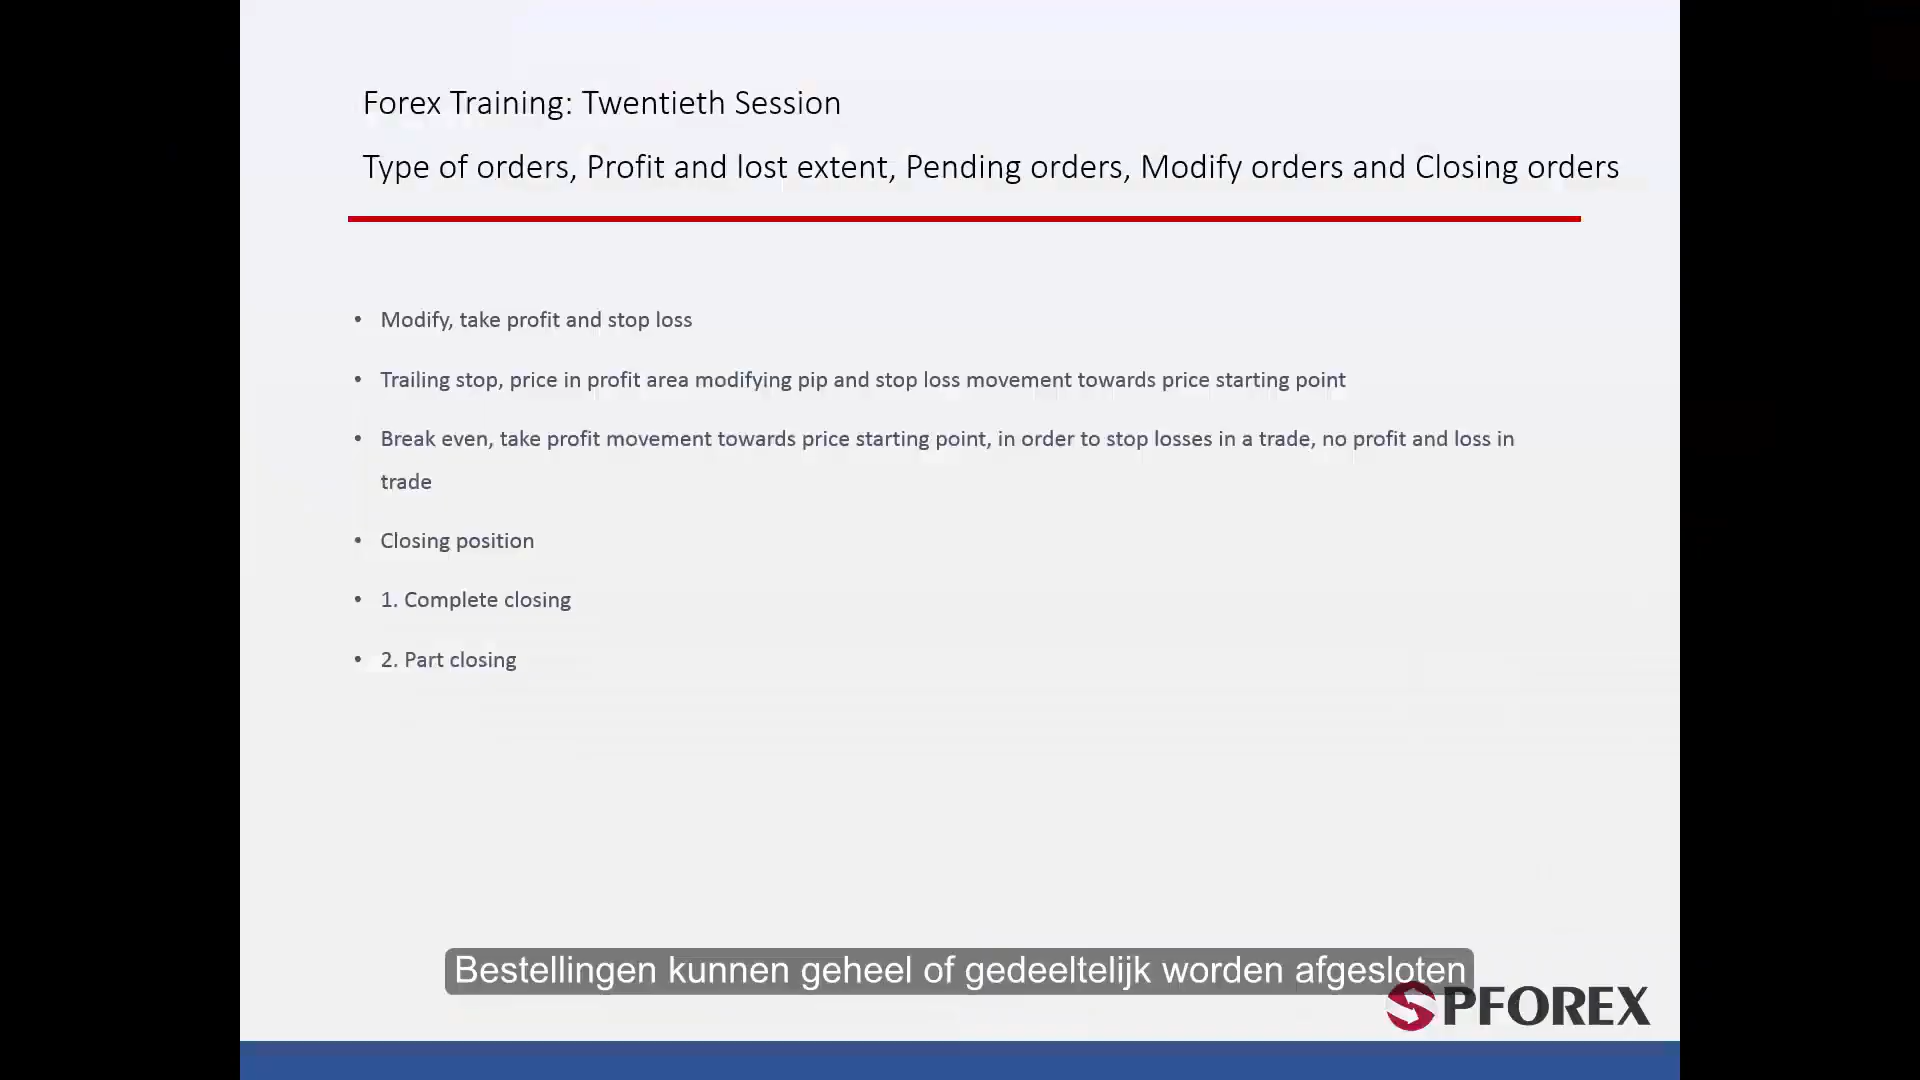 Forex Training: Twentieth Session
Type of orders, Profit and lost extent, Pending orders, Modify orders and Closing orders
• Modify, take profit and stop loss
• Trailing stop, price in profit area modifying pip and stop loss movement towards price starting point
• Break even, take profit movement towards price starting point, in order to stop losses in a trade, no profit and loss in
trade
• Closing position
• 1. Complete closing
• 2. Part closing
Bestellingen kunnen geheel of gedeeltelijk worden afgesloten
SPFOREX